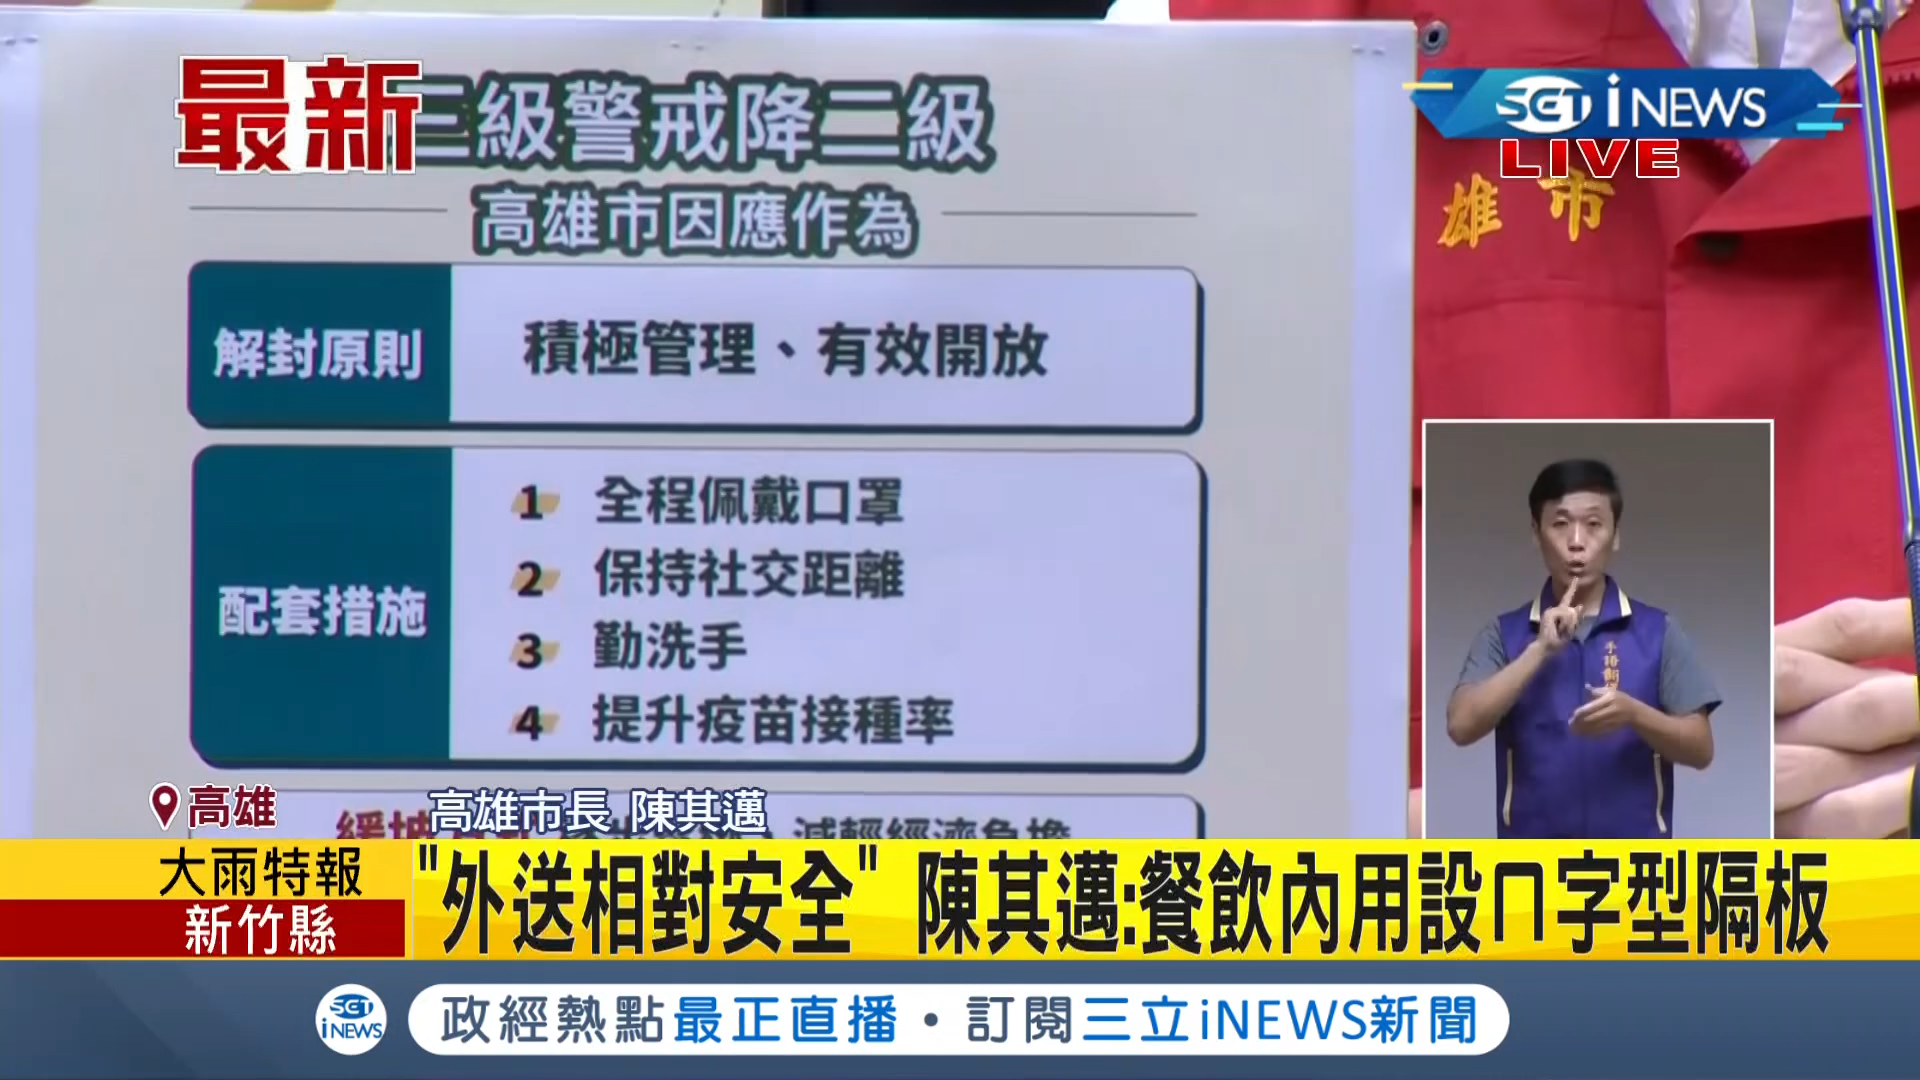 最新
三級警戒降二級
SET iNEWS
LIVE
雄市
高雄市因應作為
解封原則
積極管理、有效開放
配套措施
1 全程佩戴口罩
2 保持社交距離
3 勤洗手
4 提升疫苗接種率
手語
高雄
高雄市長 陳其邁
大雨特報
新竹縣
"外送相對安全" 陳其邁:餐飲內用設ㄇ字型隔板
SET iNEWS
政經熱點最正直播·訂閱三立iNEWS新聞